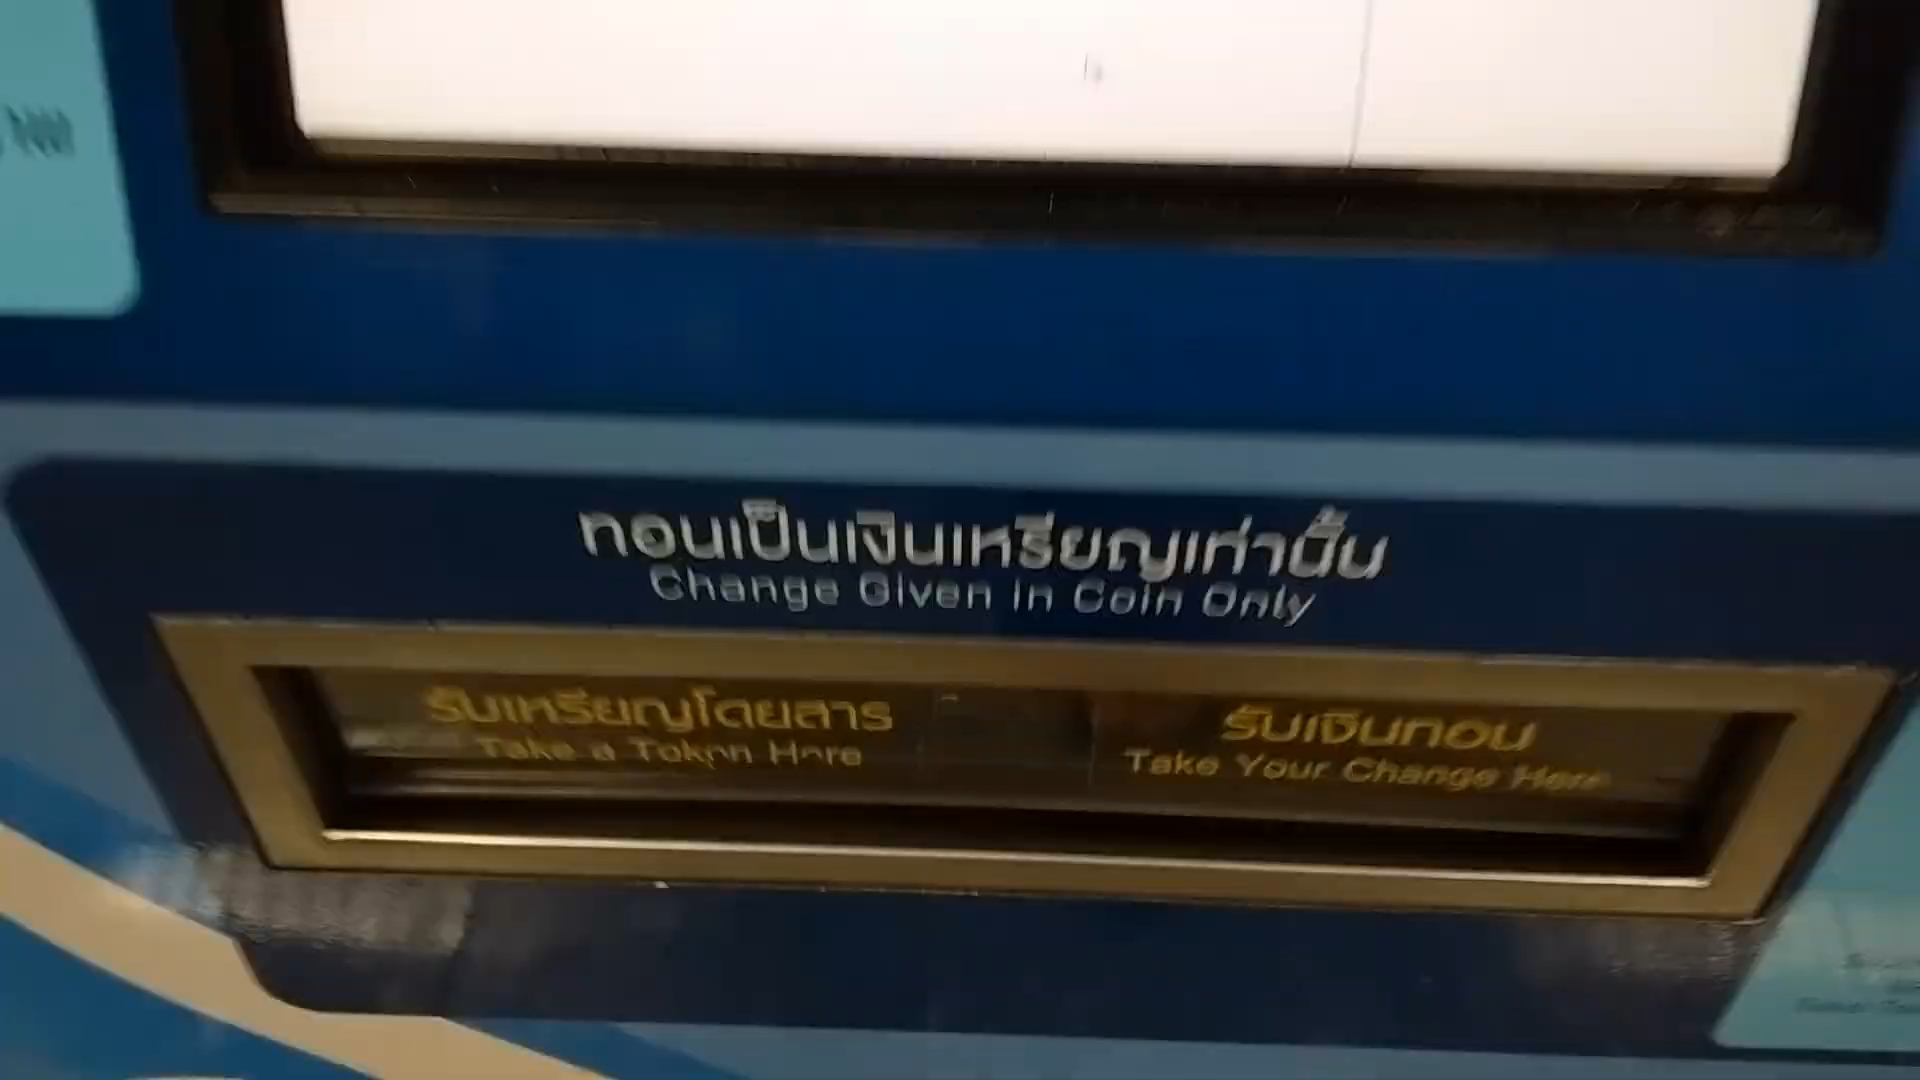 ทอนเป็นเงินเหรียญเท่านั้น
Change Given in Coin Only
รับเหรียญโดยสาร
Take a Token Here
รับเงินทอน
Take Your Change Here